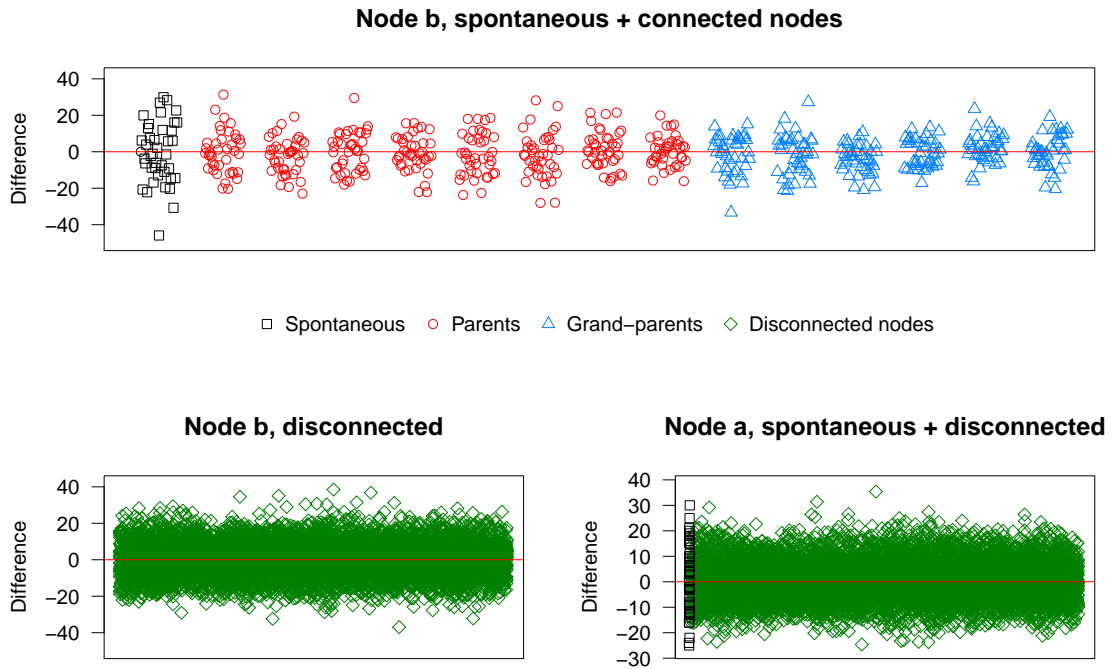 Node b, spontaneous + connected nodes
Difference
40
20
0
−20
−40
Spontaneous Parents Grand−parents Disconnected nodes
Node b, disconnected
Difference
40
20
0
−20
−40
Node a, spontaneous + disconnected
Difference
40
30
20
10
0
−10
−20
−30